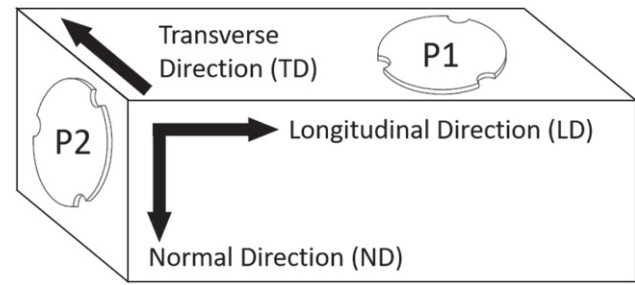 Transverse
Direction (TD)
P1
P2
Longitudinal Direction (LD)
Normal Direction (ND)